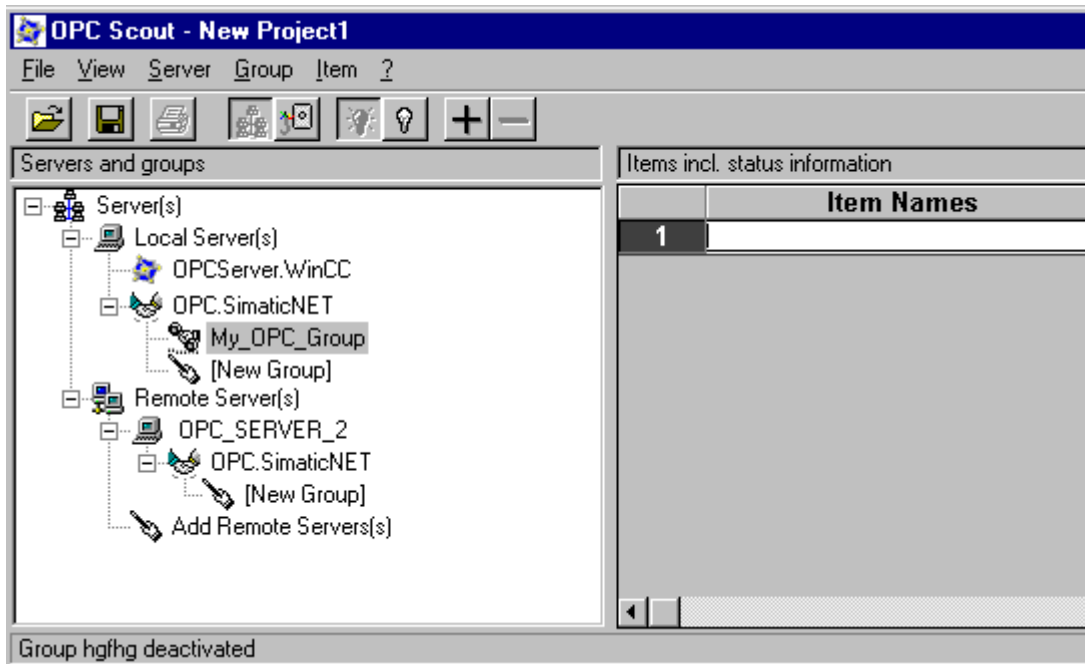 OPC Scout - New Project1
File View Server Group Item ?
Servers and groups
Items incl. status information
Server(s)
Local Server(s)
OPCServer.WinCC
OPC.SimaticNET
My_OPC_Group
[New Group]
Remote Server(s)
OPC_SERVER_2
OPC.SimaticNET
[New Group]
Add Remote Servers(s)
Item Names
1
Group hgfhg deactivated